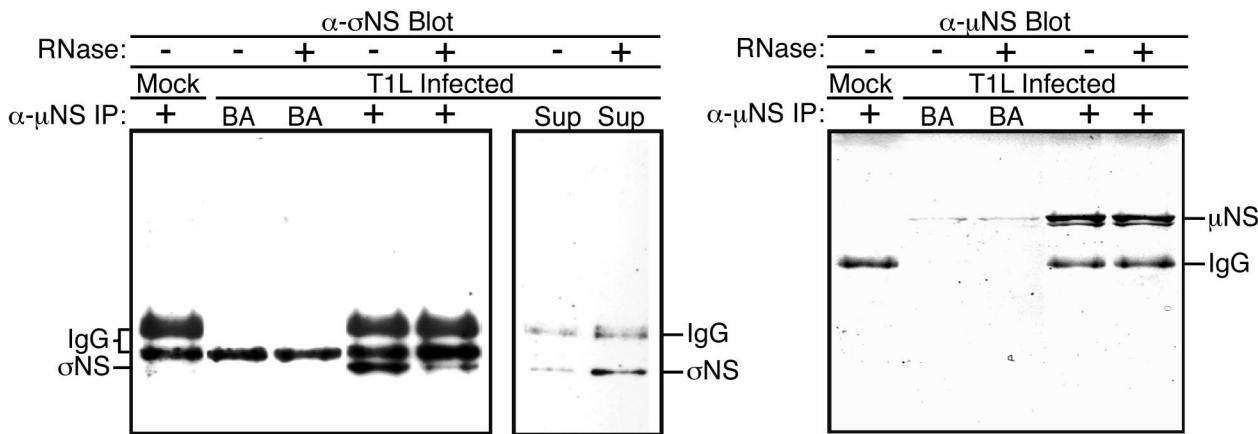 α-σNS Blot
RNase: - - + - + - +
Mock T1L Infected
α-μNS IP: + BA BA + + Sup Sup
IgG
σNS
IgG
σNS
α-μNS Blot
RNase: - - + - +
Mock T1L Infected
α-μNS IP: + BA BA + +
μNS
IgG